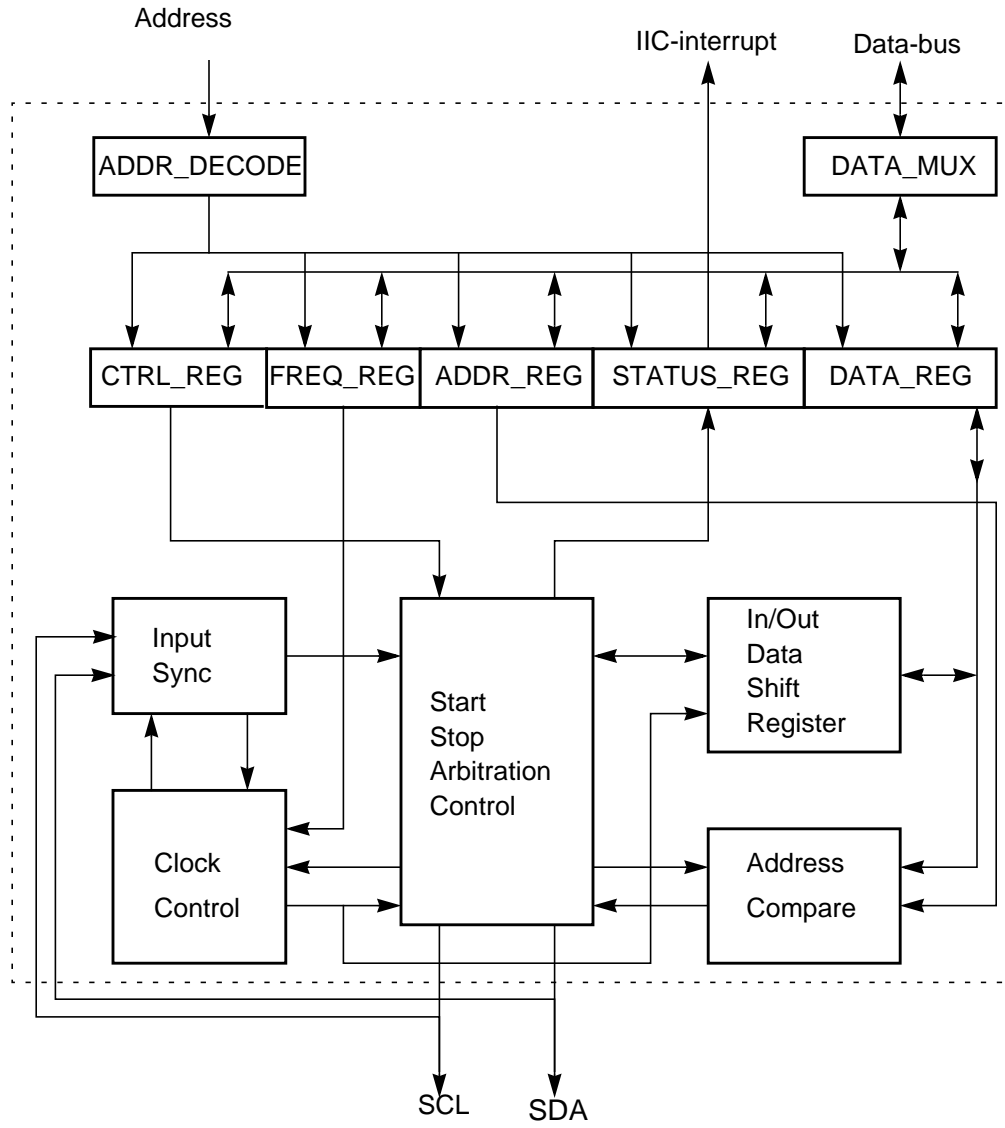 Address
IIC-interrupt
Data-bus
ADDR_DECODE
DATA_MUX
CTRL_REG
FREQ_REG
ADDR_REG
STATUS_REG
DATA_REG
Input
Sync
Start
Stop
Arbitration
Control
In/Out
Data
Shift
Register
Clock
Control
Address
Compare
SCL
SDA